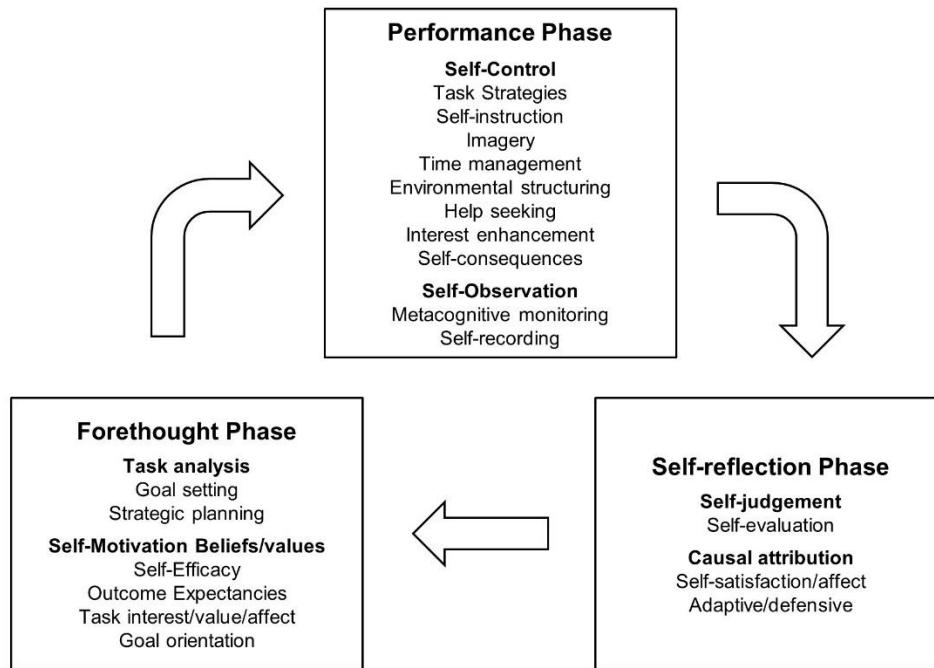 Performance Phase
Self-Control
Task Strategies
Self-instruction
Imagery
Time management
Environmental structuring
Help seeking
Interest enhancement
Self-consequences
Self-Observation
Metacognitive monitoring
Self-recording
Forethought Phase
Task analysis
Goal setting
Strategic planning
Self-Motivation Beliefs/values
Self-Efficacy
Outcome Expectancies
Task interest/value/affect
Goal orientation
Self-reflection Phase
Self-judgement
Self-evaluation
Causal attribution
Self-satisfaction/affect
Adaptive/defensive